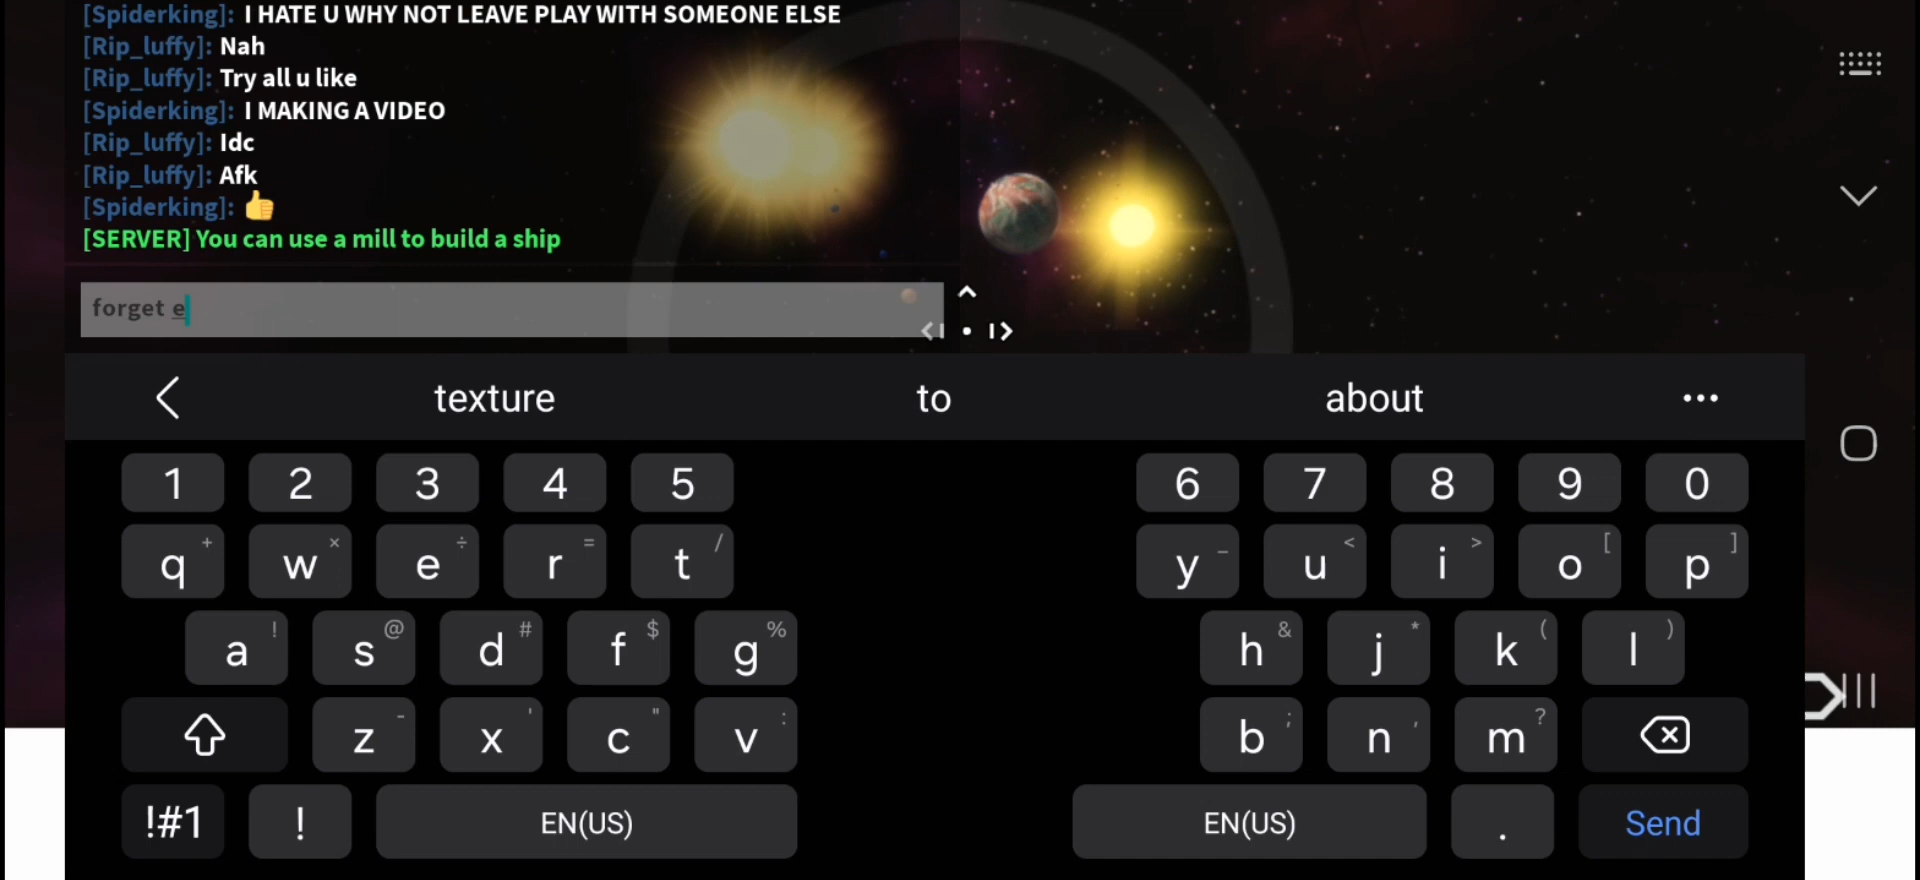 [Spiderking]: I HATE U WHY NOT LEAVE PLAY WITH SOMEONE ELSE
[Rip_luffy]: Nah
[Rip_luffy]: Try all u like
[Spiderking]: I MAKING A VIDEO
[Rip_luffy]: Idc
[Rip_luffy]: Afk
[Spiderking]: 👍
[SERVER] You can use a mill to build a ship
forget e
texture to about ...
1 2 3 4 5 6 7 8 9 0
q + w × e ÷ r = t / y _ u < i > o [ p ]
a ! s @ d # f $ g % h & j * k ( l )
z - x ' c " v : b ; n , m ?
!#1 ! EN(US) EN(US) . Send